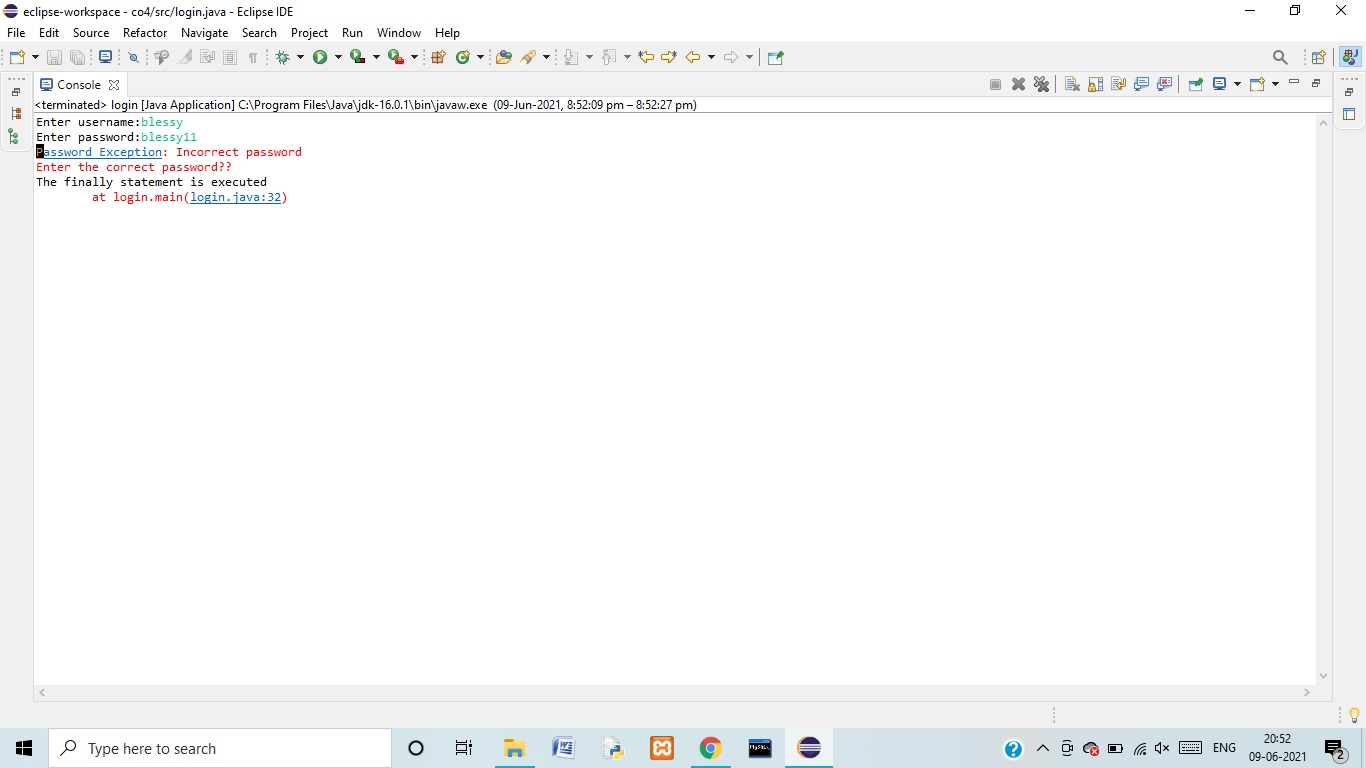 eclipse-workspace - co4/src/login.java - Eclipse IDE
File Edit Source Refactor Navigate Search Project Run Window Help
Console
<terminated> login [Java Application] C:\Program Files\Java\jdk-16.0.1\bin\javaw.exe (09-Jun-2021, 8:52:09 pm – 8:52:27 pm)
Enter username:blessy
Enter password:blessy11
Password Exception: Incorrect password
Enter the correct password??
The finally statement is executed
at login.main(login.java:32)
Type here to search
ENG
20:52
09-06-2021
2